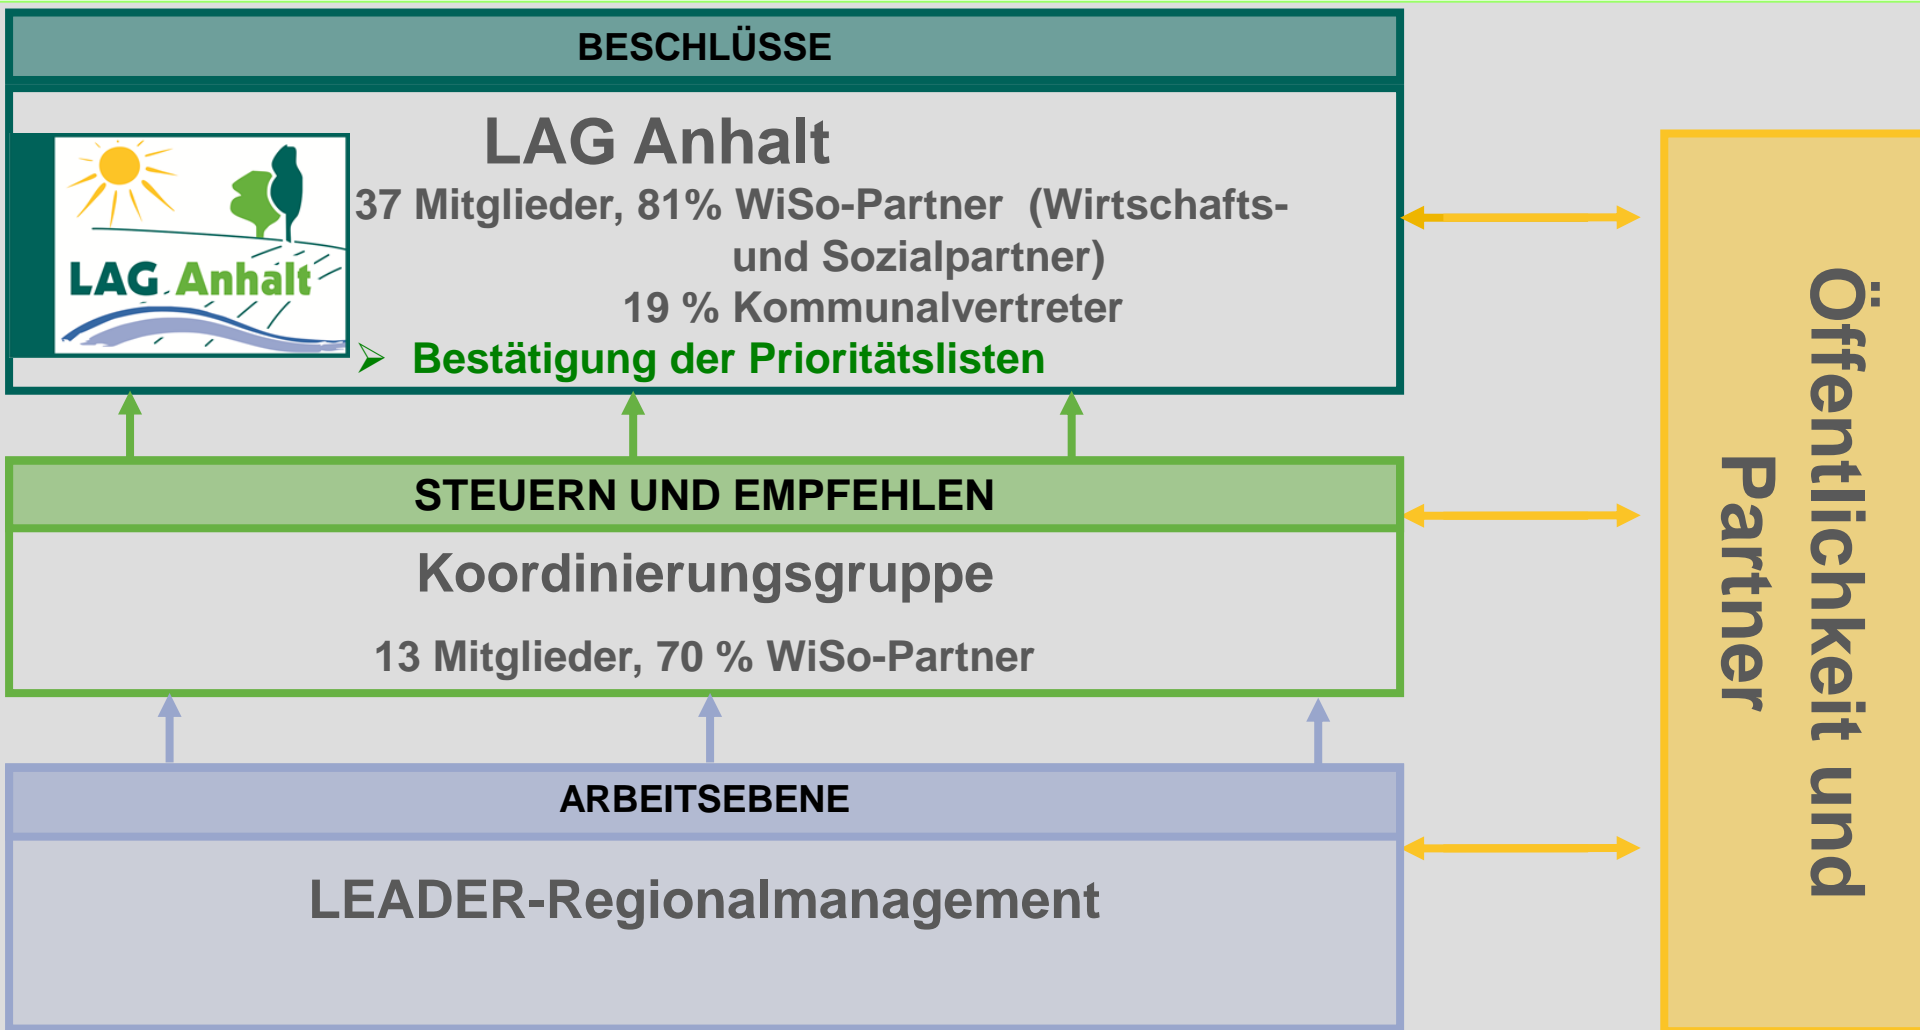 BESCHLÜSSE
LAG Anhalt
37 Mitglieder, 81% WiSo-Partner (Wirtschafts-
und Sozialpartner)
19 % Kommunalvertreter
➢ Bestätigung der Prioritätslisten
LAG Anhalt
STEUERN UND EMPFEHLEN
Koordinierungsgruppe
13 Mitglieder, 70 % WiSo-Partner
ARBEITSEBENE
LEADER-Regionalmanagement
Öffentlichkeit und
Partner